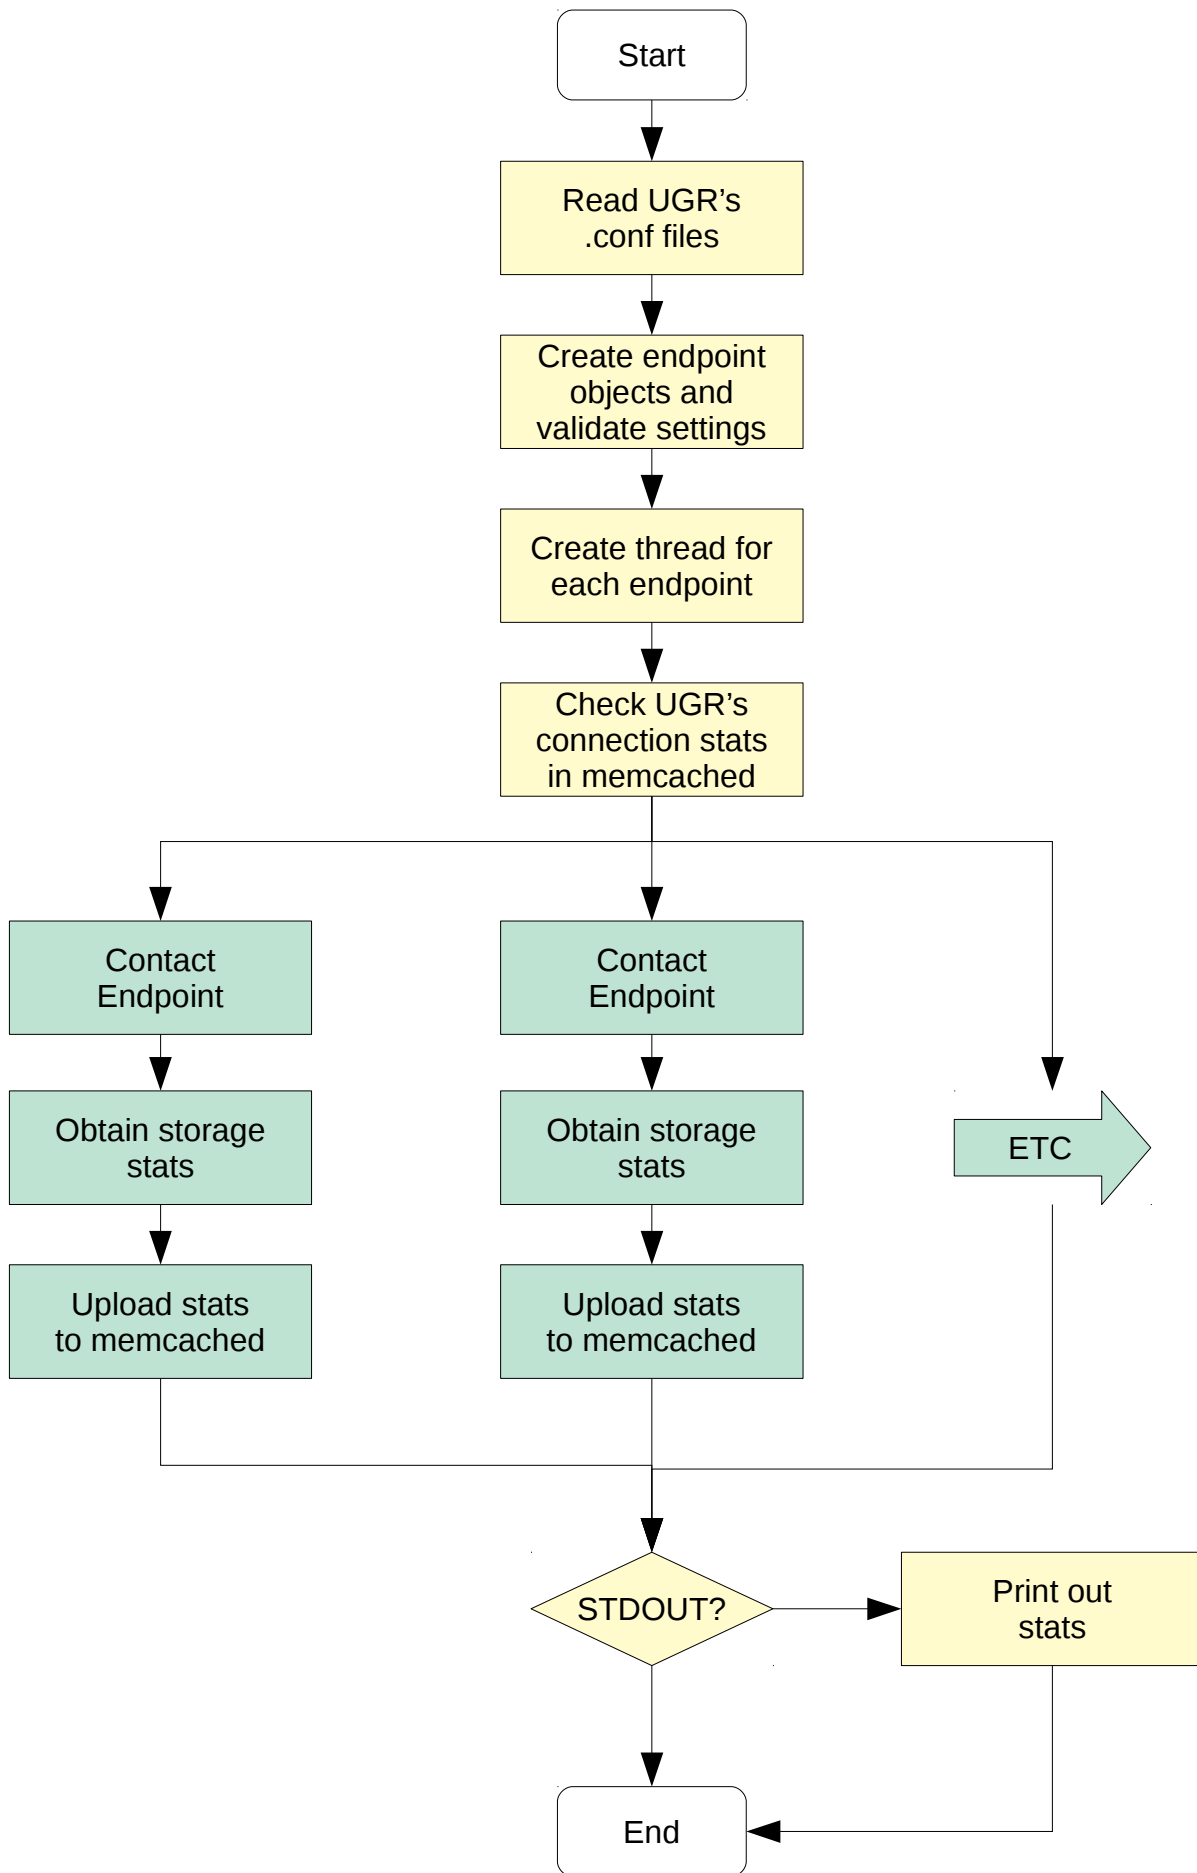 Start
Read UGR’s
.conf files
Create endpoint
objects and
validate settings
Create thread for
each endpoint
Check UGR’s
connection stats
in memcached
Contact
Endpoint
Contact
Endpoint
Obtain storage
stats
Obtain storage
stats
ETC
Upload stats
to memcached
Upload stats
to memcached
STDOUT?
Print out
stats
End